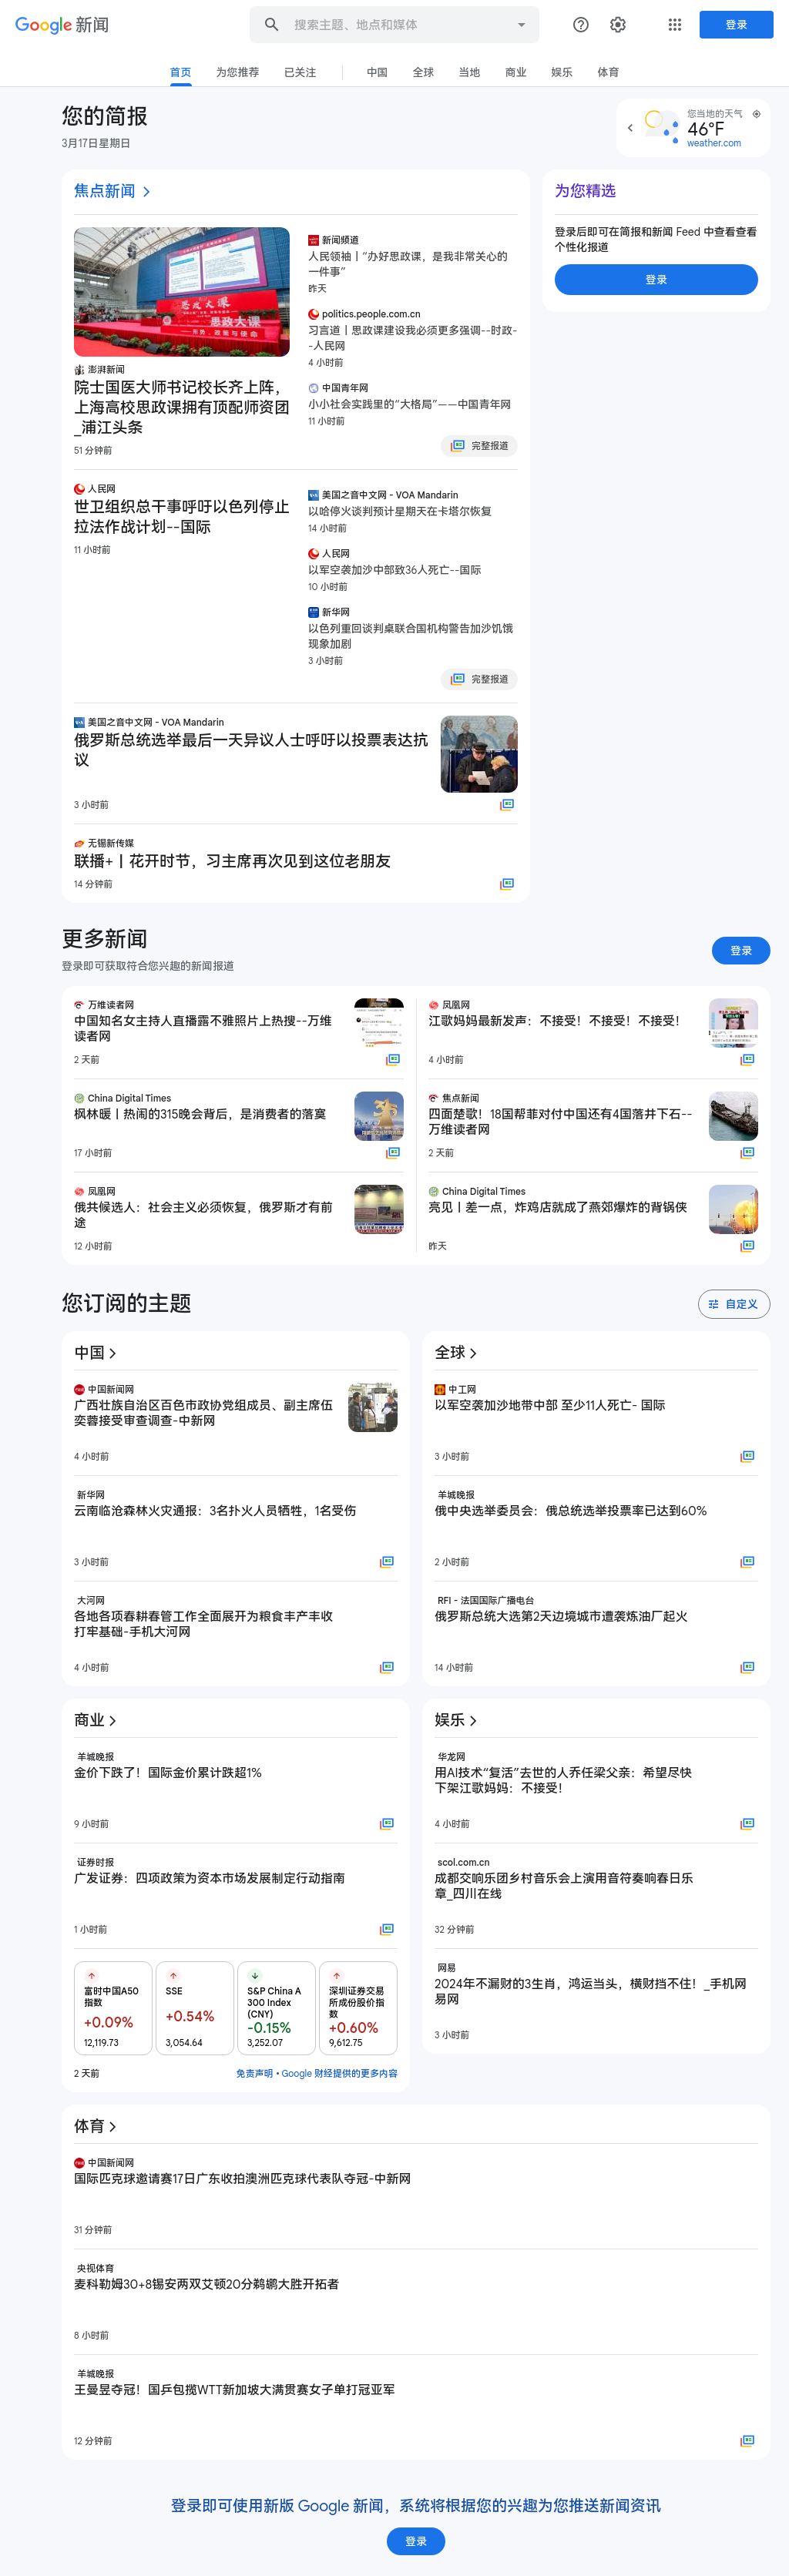 Google 新闻
搜索主题、地点和媒体
登录
首页
为您推荐
已关注
中国
全球
当地
商业
娱乐
体育
您的简报
3月17日星期日
您当地的天气
46°F
weather.com
焦点新闻
澎湃新闻
院士国医大师书记校长齐上阵，
上海高校思政课拥有顶配师资团
_浦江头条
51 分钟前
新闻频道
人民领袖丨“办好思政课，是我非常关心的
一件事”
昨天
politics.people.com.cn
习言道丨思政课建设我必须更多强调--时政-
-人民网
4 小时前
中国青年网
小小社会实践里的“大格局”——中国青年网
11 小时前
完整报道
人民网
世卫组织总干事呼吁以色列停止
拉法作战计划--国际
11 小时前
美国之音中文网 - VOA Mandarin
以哈停火谈判预计星期天在卡塔尔恢复
14 小时前
人民网
以军空袭加沙中部致36人死亡--国际
10 小时前
新华网
以色列重回谈判桌联合国机构警告加沙饥饿
现象加剧
3 小时前
完整报道
美国之音中文网 - VOA Mandarin
俄罗斯总统选举最后一天异议人士呼吁以投票表达抗
议
3 小时前
无锡新传媒
联播+丨花开时节，习主席再次见到这位老朋友
14 分钟前
为您精选
登录后即可在简报和新闻 Feed 中查看查看
个性化报道
登录
更多新闻
登录即可获取符合您兴趣的新闻报道
登录
万维读者网
中国知名女主持人直播露不雅照片上热搜--万维
读者网
2 天前
凤凰网
江歌妈妈最新发声：不接受！不接受！不接受！
4 小时前
China Digital Times
枫林暖丨热闹的315晚会背后，是消费者的落寞
17 小时前
焦点新闻
四面楚歌！18国帮菲对付中国还有4国落井下石--
万维读者网
2 天前
凤凰网
俄共候选人：社会主义必须恢复，俄罗斯才有前
途
12 小时前
China Digital Times
亮见丨差一点，炸鸡店就成了燕郊爆炸的背锅侠
昨天
您订阅的主题
自定义
中国
中国新闻网
广西壮族自治区百色市政协党组成员、副主席伍
奕蓉接受审查调查-中新网
4 小时前
新华网
云南临沧森林火灾通报：3名扑火人员牺牲，1名受伤
3 小时前
大河网
各地各项春耕春管工作全面展开为粮食丰产丰收
打牢基础-手机大河网
4 小时前
全球
中工网
以军空袭加沙地带中部 至少11人死亡- 国际
3 小时前
羊城晚报
俄中央选举委员会：俄总统选举投票率已达到60%
2 小时前
RFI - 法国国际广播电台
俄罗斯总统大选第2天边境城市遭袭炼油厂起火
14 小时前
商业
羊城晚报
金价下跌了！国际金价累计跌超1%
9 小时前
证券时报
广发证券：四项政策为资本市场发展制定行动指南
1 小时前
富时中国A50
指数
+0.09%
12,119.73
SSE
+0.54%
3,054.64
S&P China A
300 Index
(CNY)
-0.15%
3,252.07
深圳证券交易
所成份股价指
数
+0.60%
9,612.75
2 天前
免责声明 • Google 财经提供的更多内容
娱乐
华龙网
用AI技术“复活”去世的人乔任梁父亲：希望尽快
下架江歌妈妈：不接受！
4 小时前
scol.com.cn
成都交响乐团乡村音乐会上演用音符奏响春日乐
章_四川在线
32 分钟前
网易
2024年不漏财的3生肖，鸿运当头，横财挡不住！_手机网
易网
3 小时前
体育
中国新闻网
国际匹克球邀请赛17日广东收拍澳洲匹克球代表队夺冠-中新网
31 分钟前
央视体育
麦科勒姆30+8锡安两双艾顿20分鹈鹕大胜开拓者
8 小时前
羊城晚报
王曼昱夺冠！国乒包揽WTT新加坡大满贯赛女子单打冠亚军
12 分钟前
登录即可使用新版 Google 新闻，系统将根据您的兴趣为您推送新闻资讯
登录